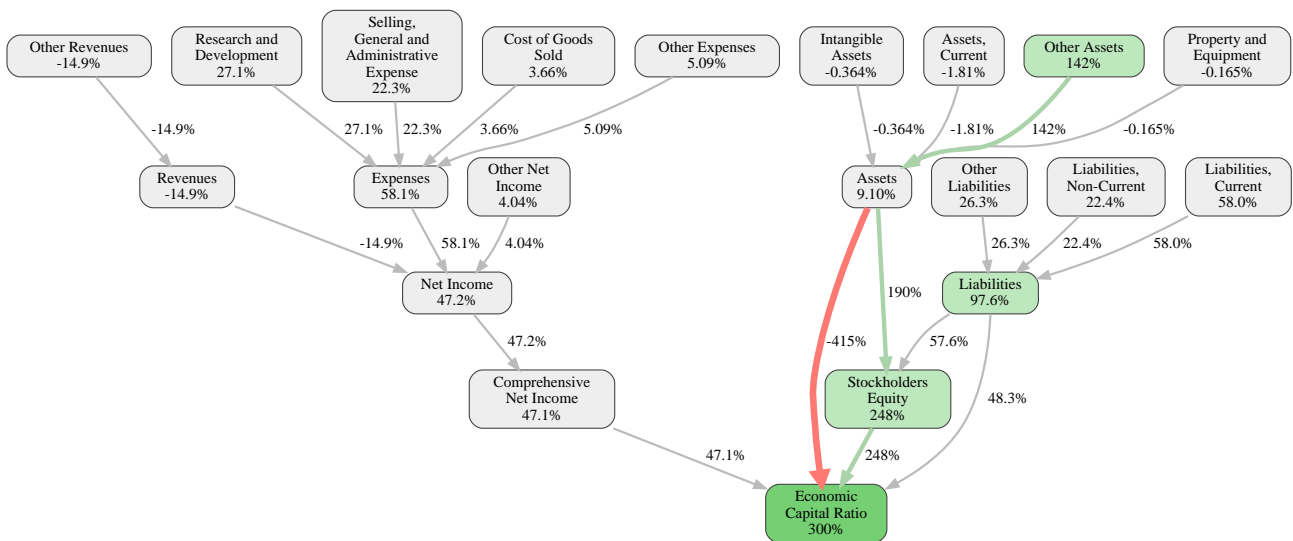 Other Revenues
-14.9%
Research and
Development
27.1%
Selling,
General and
Administrative
Expense
22.3%
Cost of Goods
Sold
3.66%
Other Expenses
5.09%
Intangible
Assets
-0.364%
Assets,
Current
-1.81%
Other Assets
142%
Property and
Equipment
-0.165%
-14.9%
27.1%
22.3%
3.66%
5.09%
-0.364%
-1.81%
142%
-0.165%
Revenues
-14.9%
Expenses
58.1%
Other Net
Income
4.04%
Assets
9.10%
Other
Liabilities
26.3%
Liabilities,
Non-Current
22.4%
Liabilities,
Current
58.0%
-14.9%
58.1%
4.04%
26.3%
22.4%
58.0%
Net Income
47.2%
190%
Liabilities
97.6%
47.2%
-415%
57.6%
Comprehensive
Net Income
47.1%
Stockholders
Equity
248%
48.3%
47.1%
248%
Economic
Capital Ratio
300%